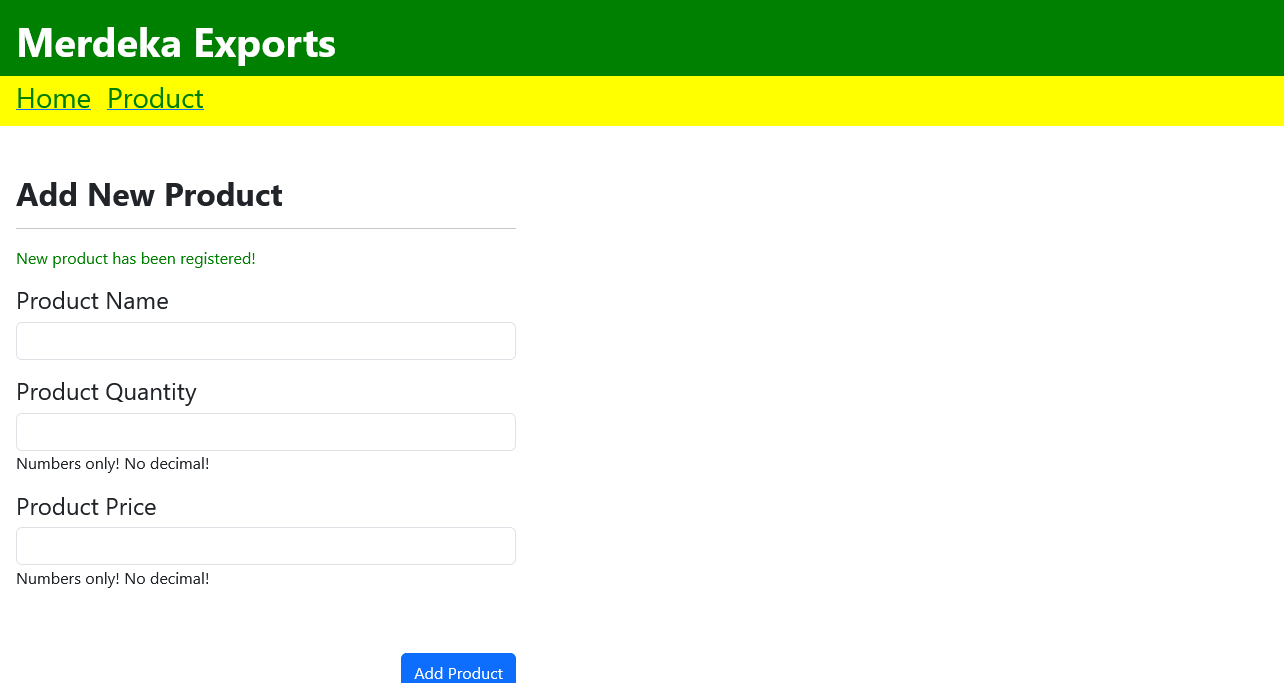 Merdeka Exports
Home Product
Add New Product
New product has been registered!
Product Name
Product Quantity
Numbers only! No decimal!
Product Price
Numbers only! No decimal!
Add Product